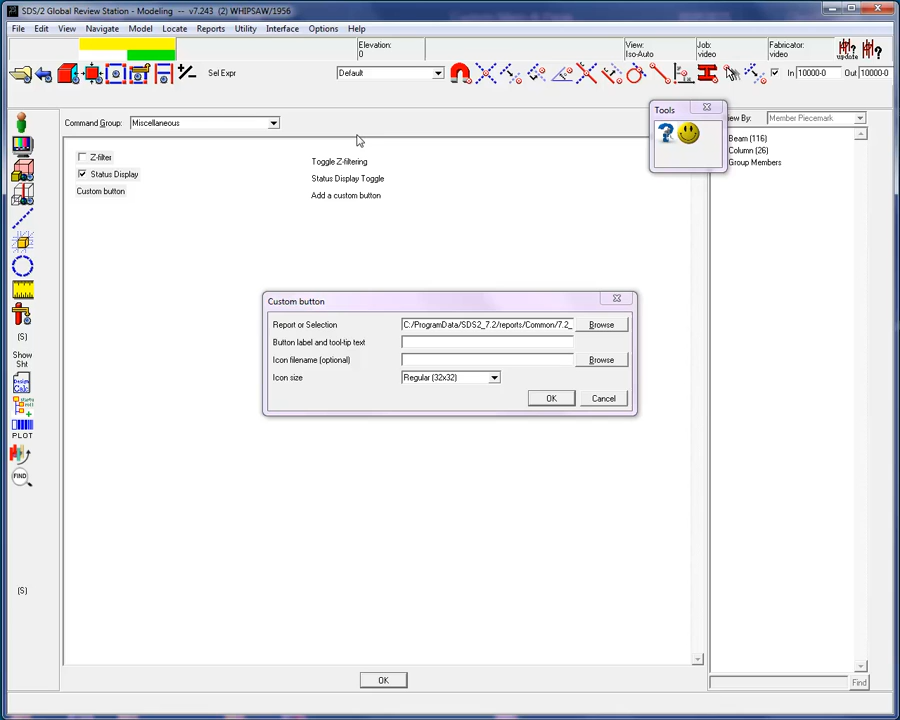 SDS/2 Global Review Station - Modeling -- v7.243 (2) WHIPSAW/1956
File Edit View Navigate Model Locate Reports Utility Interface Options Help
Elevation: 0
View: Iso-Auto
Job: video
Fabricator: video
update
Sel Expr
Default
In 10000-0 Out 10000-0
Command Group: Miscellaneous
Tools
View By: Member Piecemark
Z-filter Toggle Z-filtering
Status Display Status Display Toggle
Custom button Add a custom button
Beam (116)
Column (26)
Group Members
Custom button
Report or Selection C:/ProgramData/SDS2_7.2/reports/Common/7.2_ Browse
Button label and tool-tip text
Icon filename (optional) Browse
Icon size Regular (32x32)
OK Cancel
(S)
Show
Sht
Design
Calc
PLOT
FIND
(S)
OK
Find